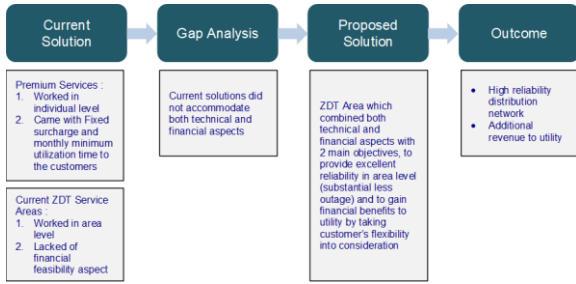 Current
Solution
Gap Analysis
Proposed
Solution
Outcome
Premium Services :
1. Worked in
individual level
2. Came with Fixed
surcharge and
monthly minimum
utilization time to
the customers
Current ZDT Service
Areas :
1. Worked in area
level
2. Lacked of
financial
feasibility aspect
Current solutions did
not accommodate
both technical and
financial aspects
ZDT Area which
combined both
technical and
financial aspects with
2 main objectives, to
provide excellent
reliability in area level
(substantial less
outage) and to gain
financial benefits to
utility by taking
customer's flexibility
into consideration
• High reliability
distribution
network
• Additional
revenue to utility